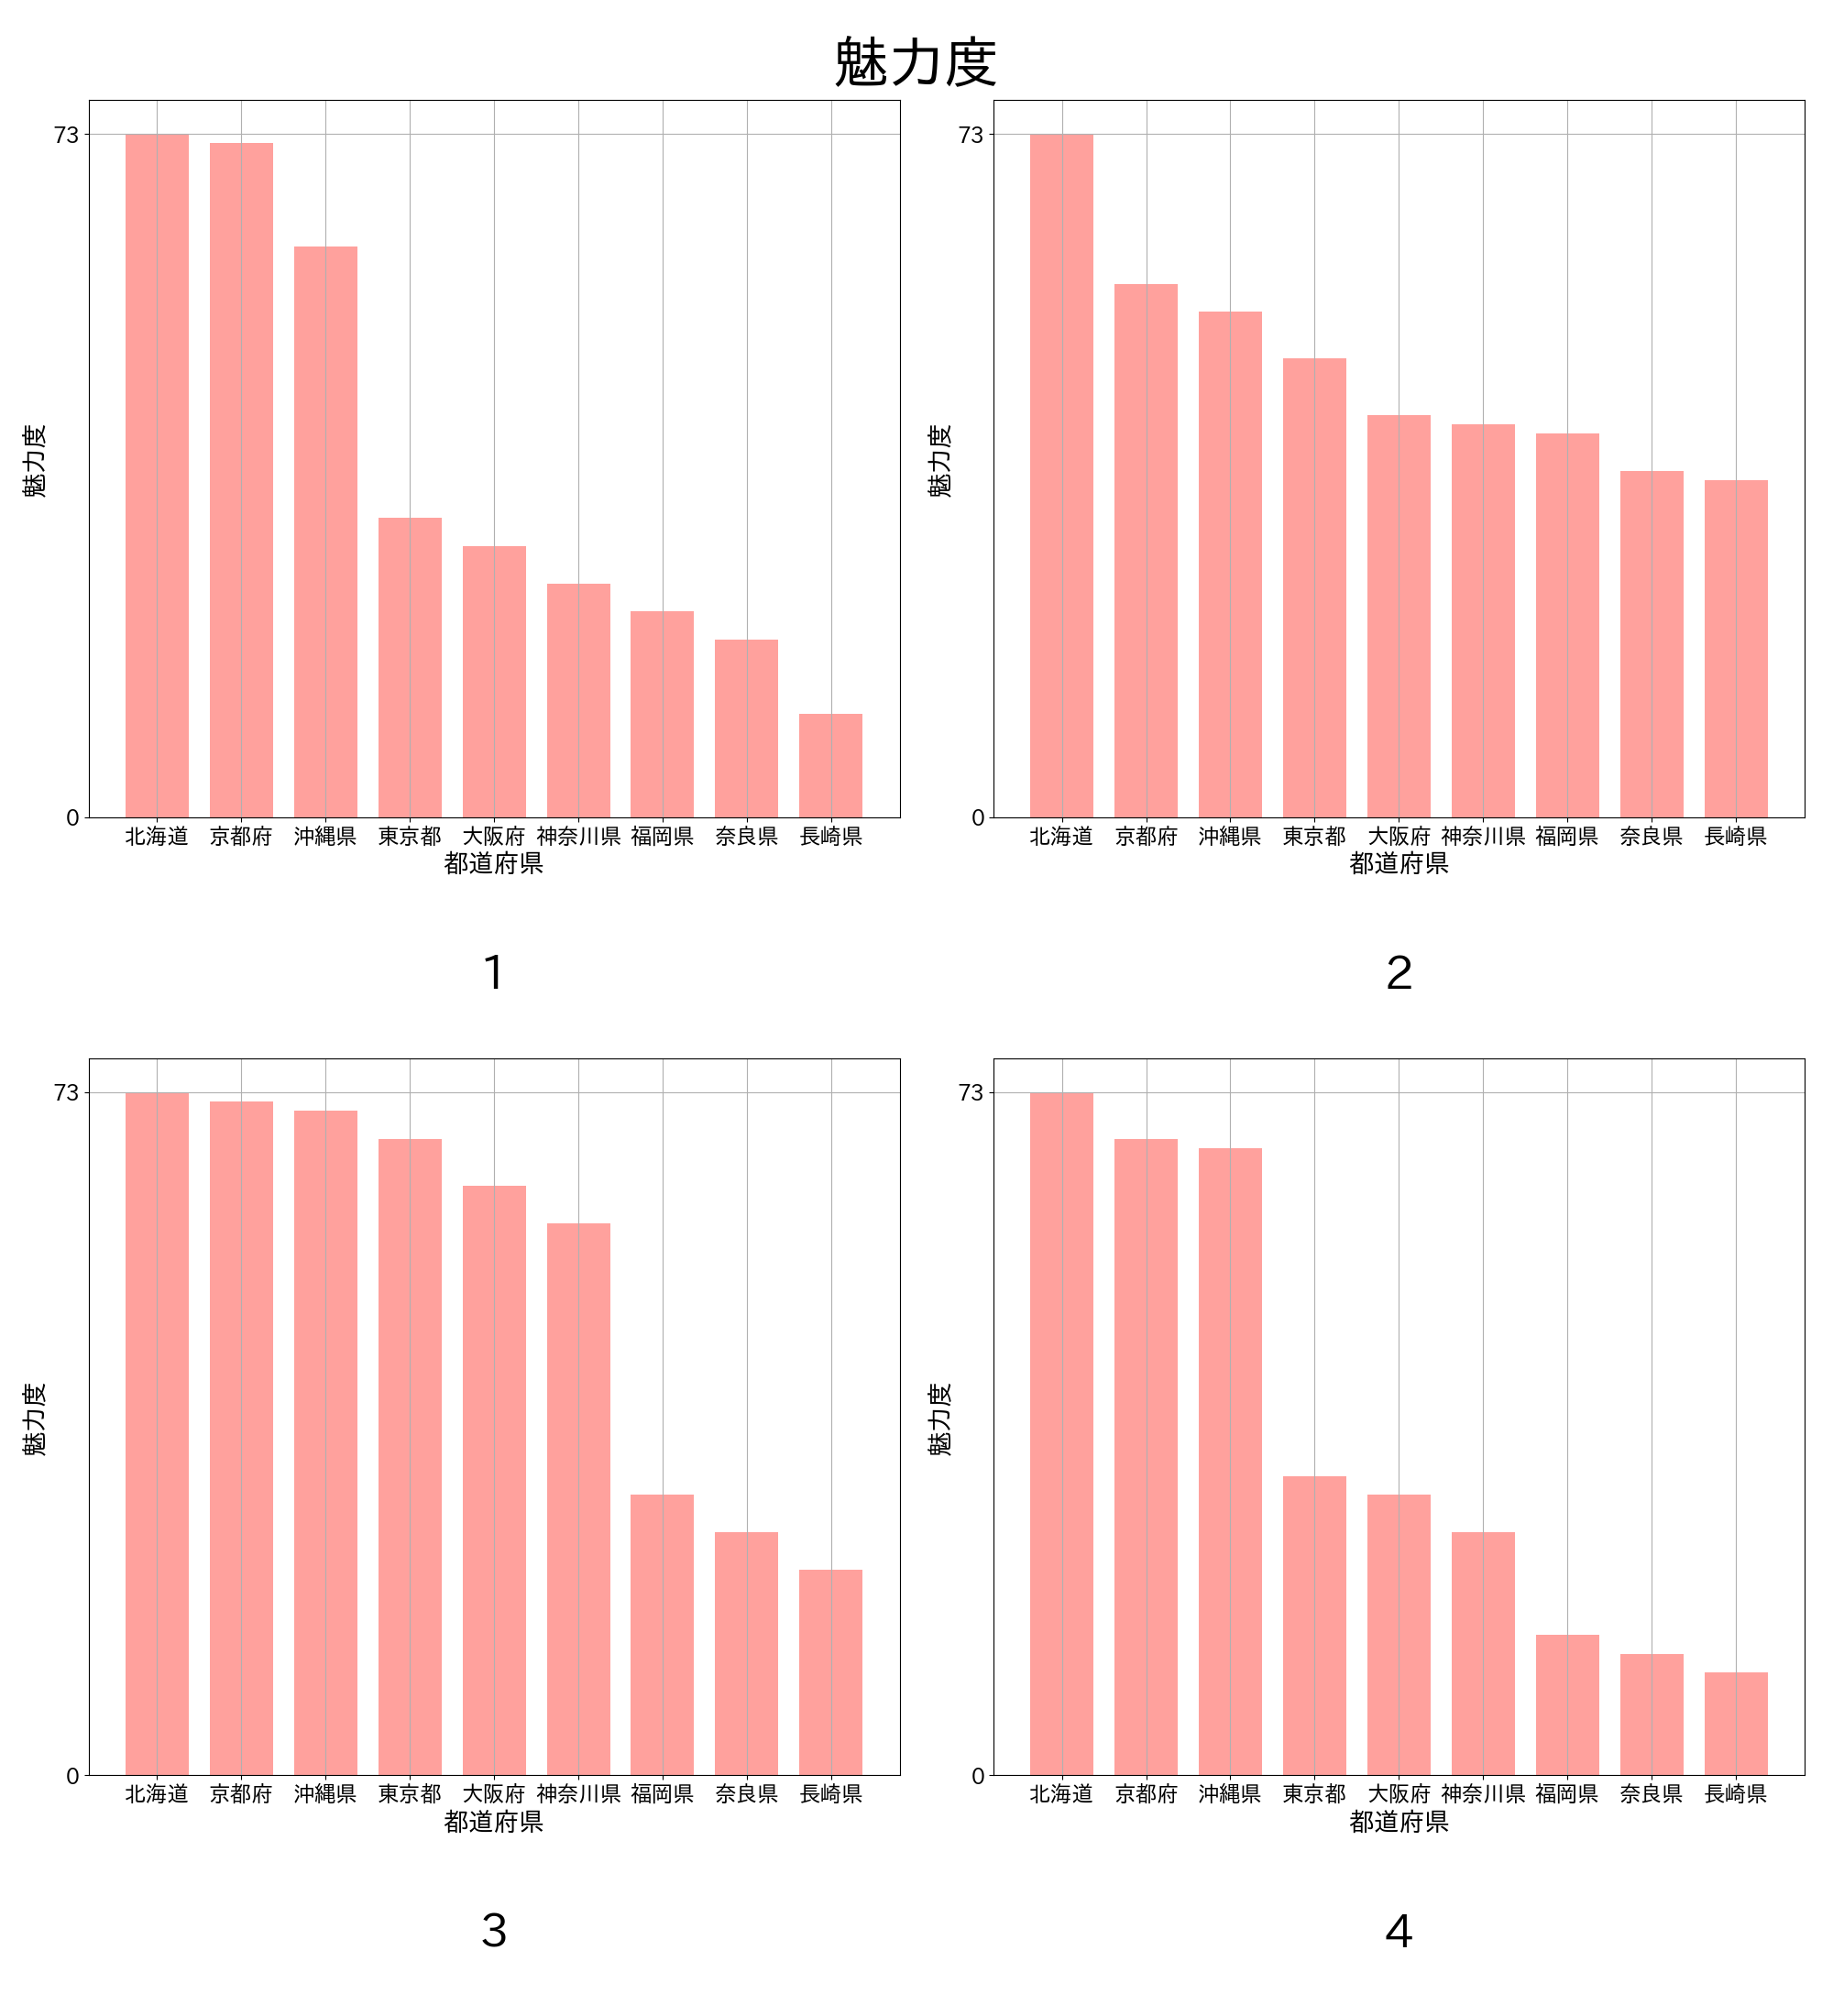 魅力度
73
魅力度
0
北海道 京都府 沖縄県 東京都 大阪府 神奈川県 福岡県 奈良県 長崎県
都道府県
1
73
魅力度
0
北海道 京都府 沖縄県 東京都 大阪府 神奈川県 福岡県 奈良県 長崎県
都道府県
2
73
魅力度
0
北海道 京都府 沖縄県 東京都 大阪府 神奈川県 福岡県 奈良県 長崎県
都道府県
3
73
魅力度
0
北海道 京都府 沖縄県 東京都 大阪府 神奈川県 福岡県 奈良県 長崎県
都道府県
4